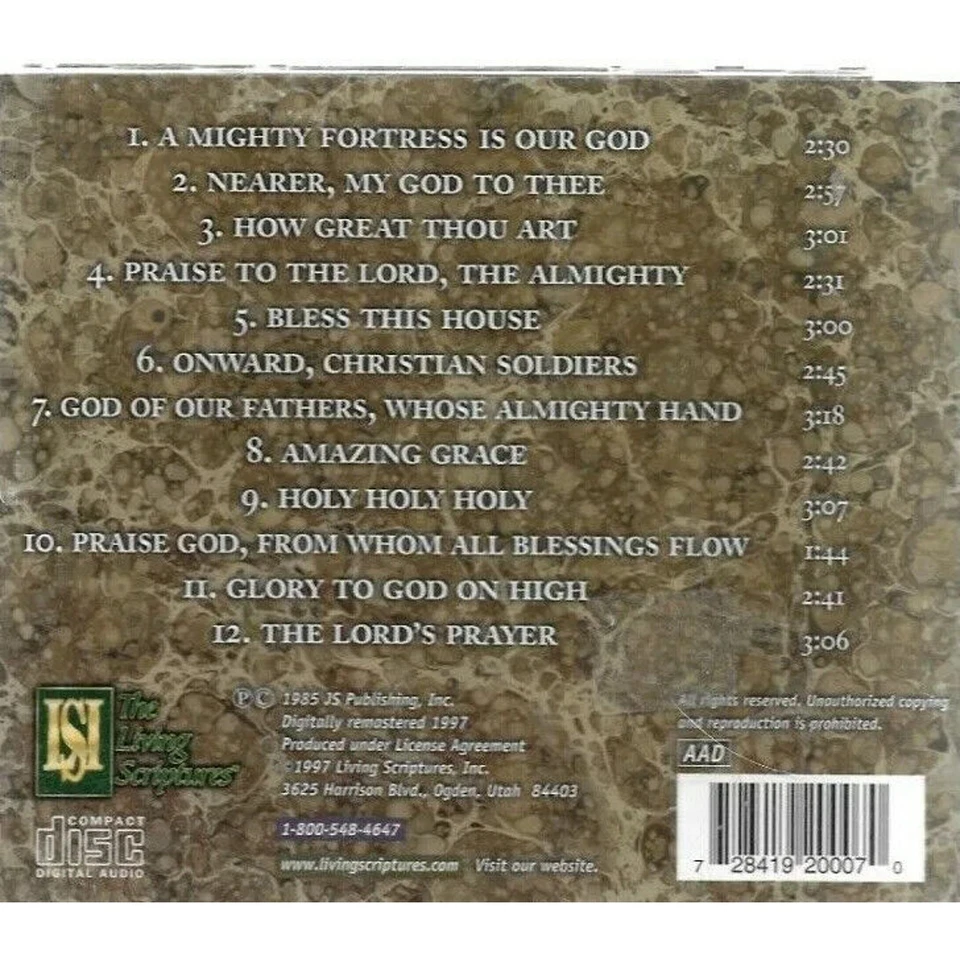 1. A MIGHTY FORTRESS IS OUR GOD 2:30
2. NEARER, MY GOD TO THEE 2:57
3. HOW GREAT THOU ART 3:01
4. PRAISE TO THE LORD, THE ALMIGHTY 2:31
5. BLESS THIS HOUSE 3:00
6. ONWARD, CHRISTIAN SOLDIERS 2:45
7. GOD OF OUR FATHERS, WHOSE ALMIGHTY HAND 3:18
8. AMAZING GRACE 2:42
9. HOLY HOLY HOLY 3:07
10. PRAISE GOD, FROM WHOM ALL BLESSINGS FLOW 1:44
11. GLORY TO GOD ON HIGH 2:41
12. THE LORD'S PRAYER 3:06
LSI
The
Living
Scriptures®
COMPACT
disc
DIGITAL AUDIO
Ⓟ© 1985 JS Publishing, Inc.
Digitally remastered 1997
Produced under License Agreement
©1997 Living Scriptures, Inc.
3625 Harrison Blvd., Ogden, Utah 84403
1-800-548-4647
www.livingscriptures.com Visit our website.
All rights reserved. Unauthorized copying
and reproduction is prohibited.
AAD
7 28419 20007 0